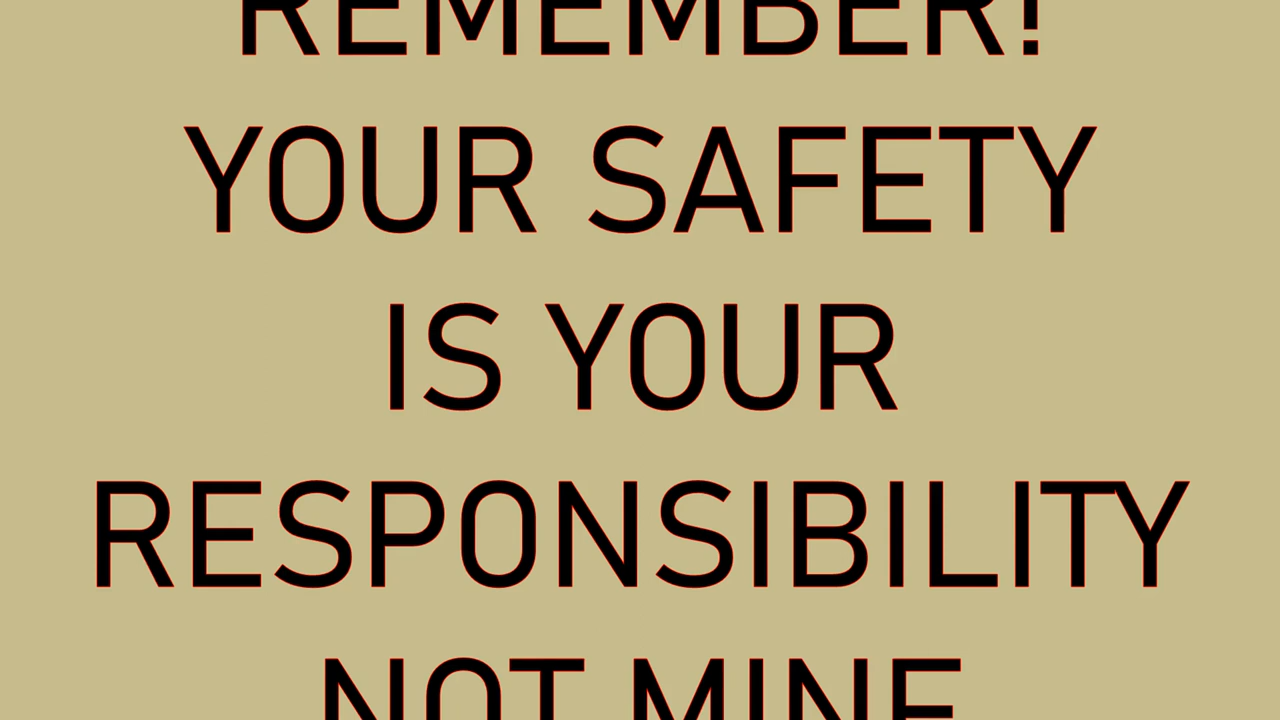 REMEMBER!
YOUR SAFETY
IS YOUR
RESPONSIBILITY
NOT MINE